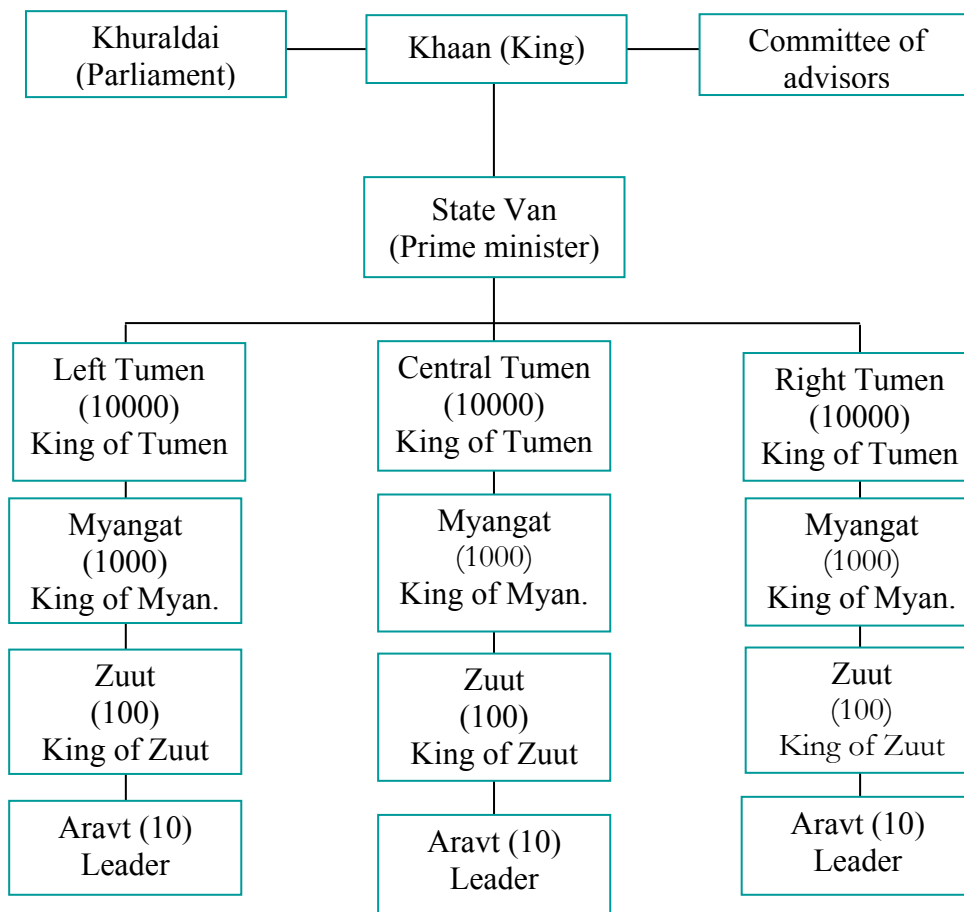 Khuraldai
(Parliament)
Khaan (King)
Committee of
advisors
State Van
(Prime minister)
Left Tumen
(10000)
King of Tumen
Central Tumen
(10000)
King of Tumen
Right Tumen
(10000)
King of Tumen
Myangat
(1000)
King of Myan.
Myangat
(1000)
King of Myan.
Myangat
(1000)
King of Myan.
Zuut
(100)
King of Zuut
Zuut
(100)
King of Zuut
Zuut
(100)
King of Zuut
Aravt (10)
Leader
Aravt (10)
Leader
Aravt (10)
Leader